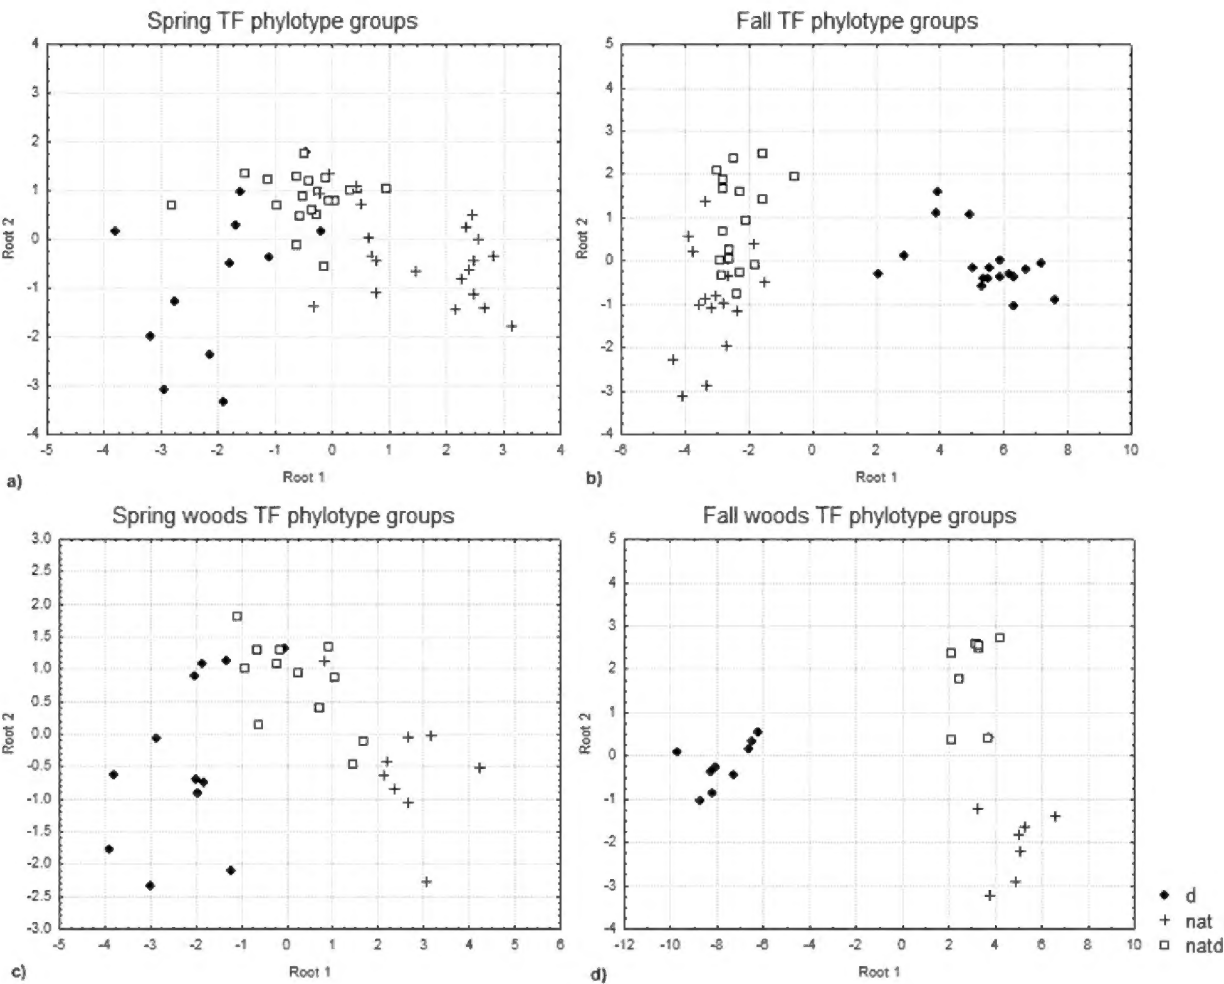 Spring TF phylotype groups
4
3
2
1
0
-1
-2
-3
-4
Root 2
-5 -4 -3 -2 -1 0 1 2 3 4
Root 1
a)
Fall TF phylotype groups
5
4
3
2
1
0
-1
-2
-3
-4
Root 2
-6 -4 -2 0 2 4 6 8 10
Root 1
b)
Spring woods TF phylotype groups
3.0
2.5
2.0
1.5
1.0
0.5
0.0
-0.5
-1.0
-1.5
-2.0
-2.5
-3.0
Root 2
-5 -4 -3 -2 -1 0 1 2 3 4 5 6
Root 1
c)
Fall woods TF phylotype groups
5
4
3
2
1
0
-1
-2
-3
-4
Root 2
-12 -10 -8 -6 -4 -2 0 2 4 6 8 10
Root 1
d)
d
nat
natd